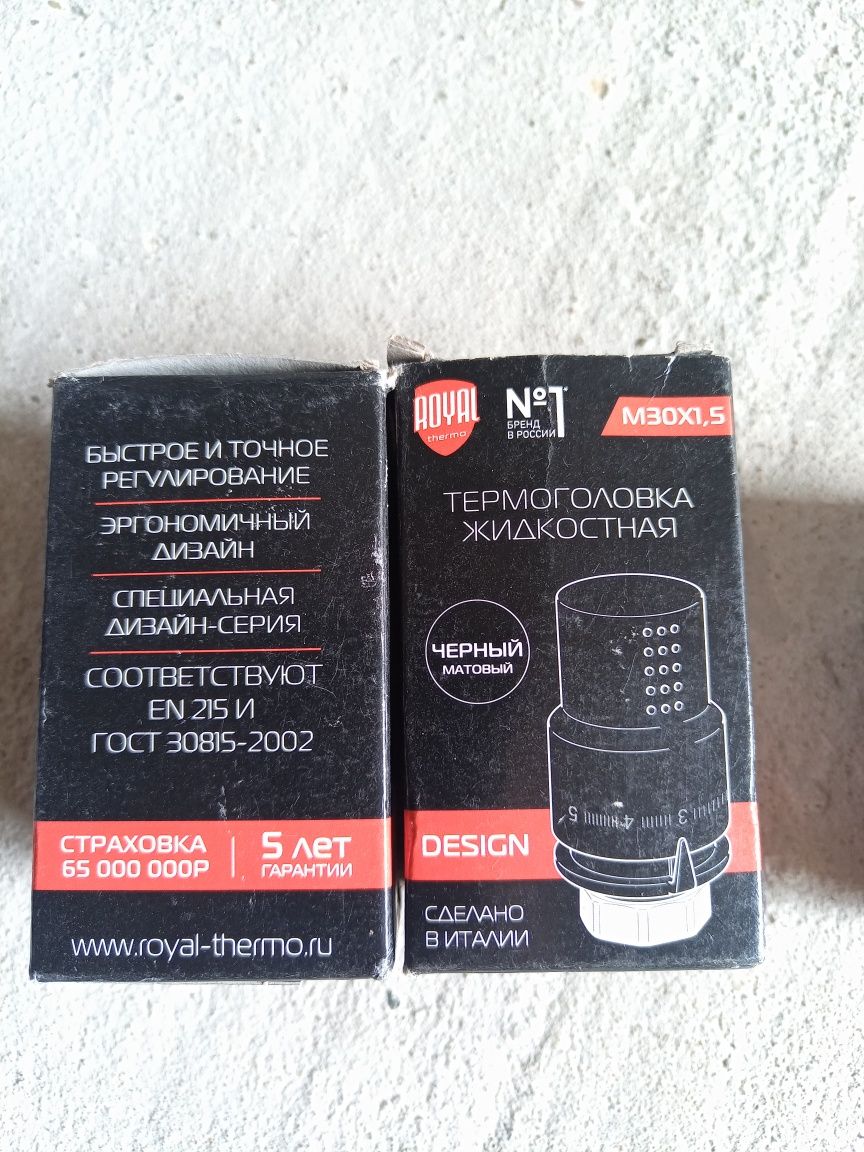 БЫСТРОЕ И ТОЧНОЕ
РЕГУЛИРОВАНИЕ
ЭРГОНОМИЧНЫЙ
ДИЗАЙН
СПЕЦИАЛЬНАЯ
ДИЗАЙН-СЕРИЯ
СООТВЕТСТВУЮТ
EN 215 И
ГОСТ 30815-2002
СТРАХОВКА
65 000 000Р
5 ЛЕТ
ГАРАНТИИ
www.royal-thermo.ru
ROYAL
thermo
№1
БРЕНД
В РОССИИ
M30X1,5
ТЕРМОГОЛОВКА
ЖИДКОСТНАЯ
ЧЕРНЫЙ
МАТОВЫЙ
5 4 3
DESIGN
СДЕЛАНО
В ИТАЛИИ